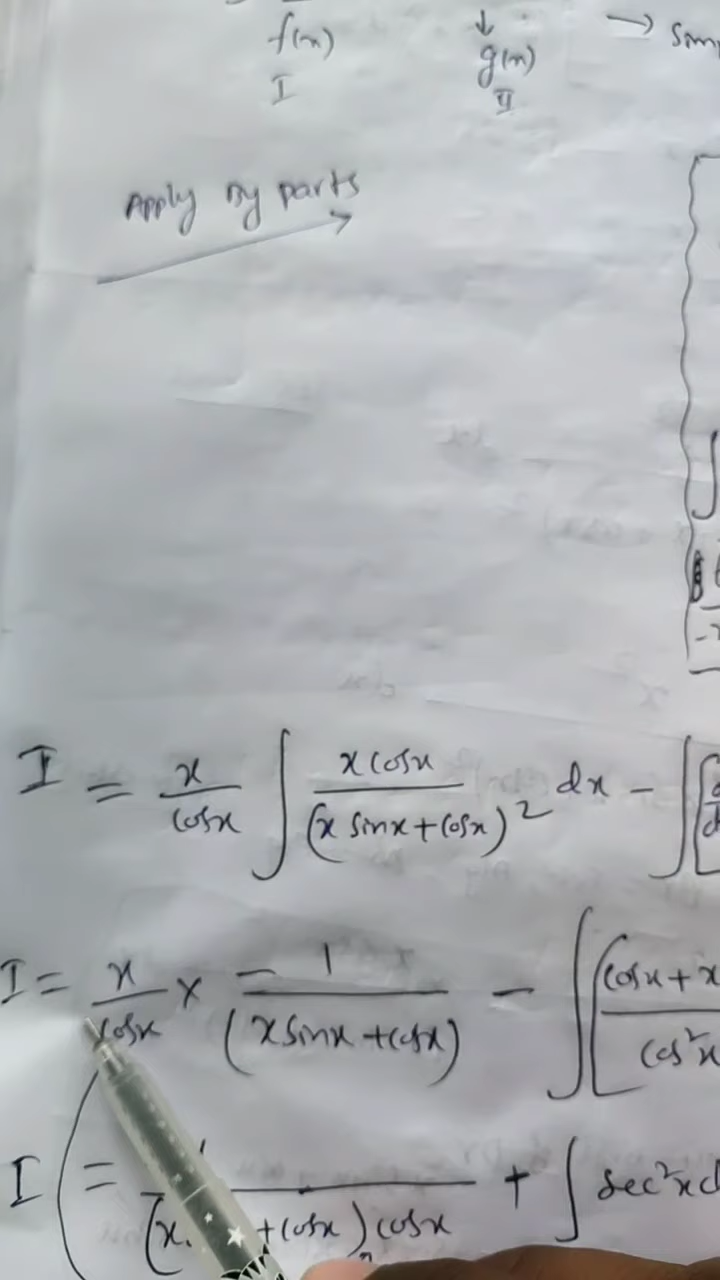 f(x) ↓ → Sim
I g(x)
II
Apply By parts
I = x/cosx ∫ x cosx/(x sinx + cosx)² dx − ∫
I = x/cosx × −1/(x sinx + cosx) − ∫ (cosx + x/cos²x
I = (x + cosx) cosx + ∫ sec²x d